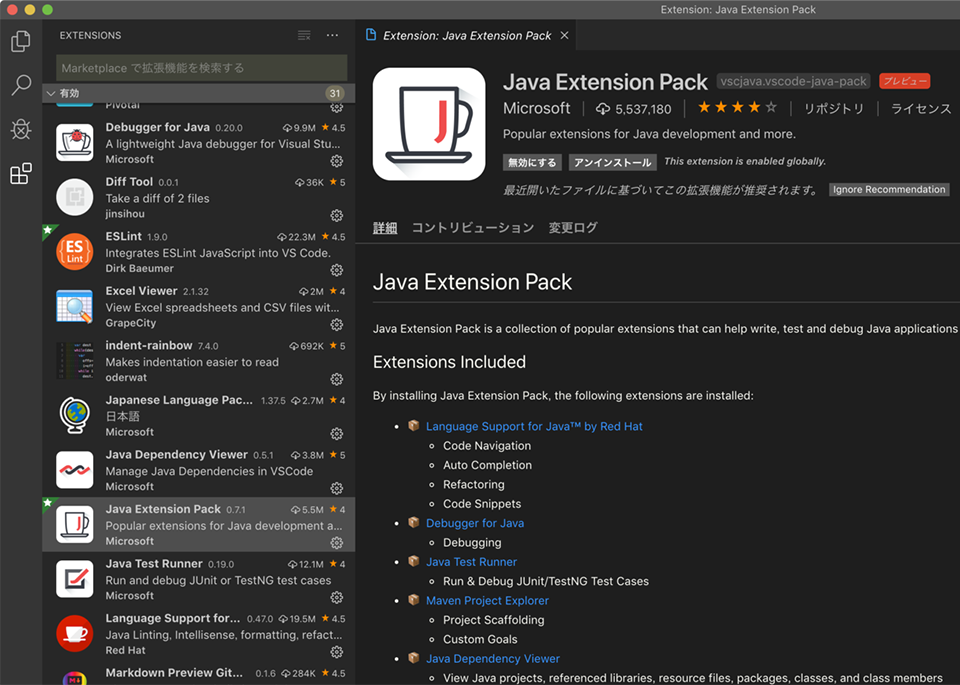 Extension: Java Extension Pack
EXTENSIONS
Marketplace で拡張機能を検索する
有効
31
Pivotal
Debugger for Java 0.20.0 9.9M 4.5
A lightweight Java debugger for Visual Stu...
Microsoft
Diff Tool 0.0.1 36K 5
Take a diff of 2 files
jinsihou
ES
Lint
ESLint 1.9.0 22.3M 4.5
Integrates ESLint JavaScript into VS Code.
Dirk Baeumer
Excel Viewer 2.1.32 2M 4
View Excel spreadsheets and CSV files wit...
GrapeCity
indent-rainbow 7.4.0 692K 5
Makes indentation easier to read
oderwat
Japanese Language Pac... 1.37.5 2.7M 4
日本語
Microsoft
Java Dependency Viewer 0.5.1 3.8M 5
Manage Java Dependencies in VSCode
Microsoft
Java Extension Pack 0.7.1 5.5M 4
Popular extensions for Java development a...
Microsoft
Java Test Runner 0.19.0 12.1M 4
Run and debug JUnit or TestNG test cases
Microsoft
Language Support for... 0.47.0 19.5M 4.5
Java Linting, Intellisense, formatting, refact...
Red Hat
Markdown Preview Git... 0.1.6 284K 4.5
Extension: Java Extension Pack
J
Java Extension Pack vscjava.vscode-java-pack プレビュー
Microsoft 5,537,180 リポジトリ ライセンス
Popular extensions for Java development and more.
無効にする アンインストール This extension is enabled globally.
最近開いたファイルに基づいてこの拡張機能が推奨されます。 Ignore Recommendation
詳細 コントリビューション 変更ログ
Java Extension Pack
Java Extension Pack is a collection of popular extensions that can help write, test and debug Java applications
Extensions Included
By installing Java Extension Pack, the following extensions are installed:
Language Support for Java™ by Red Hat
Code Navigation
Auto Completion
Refactoring
Code Snippets
Debugger for Java
Debugging
Java Test Runner
Run & Debug JUnit/TestNG Test Cases
Maven Project Explorer
Project Scaffolding
Custom Goals
Java Dependency Viewer
View Java projects, referenced libraries, resource files, packages, classes, and class members